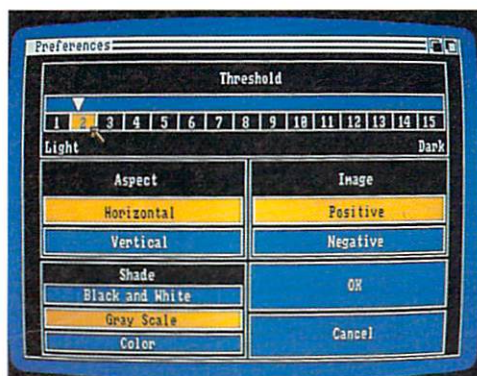 Preferences
Threshold
1 2 3 4 5 6 7 8 9 10 11 12 13 14 15
Light Dark
Aspect
Horizontal
Vertical
Image
Positive
Negative
Shade
Black and White
Gray Scale
Color
OK
Cancel